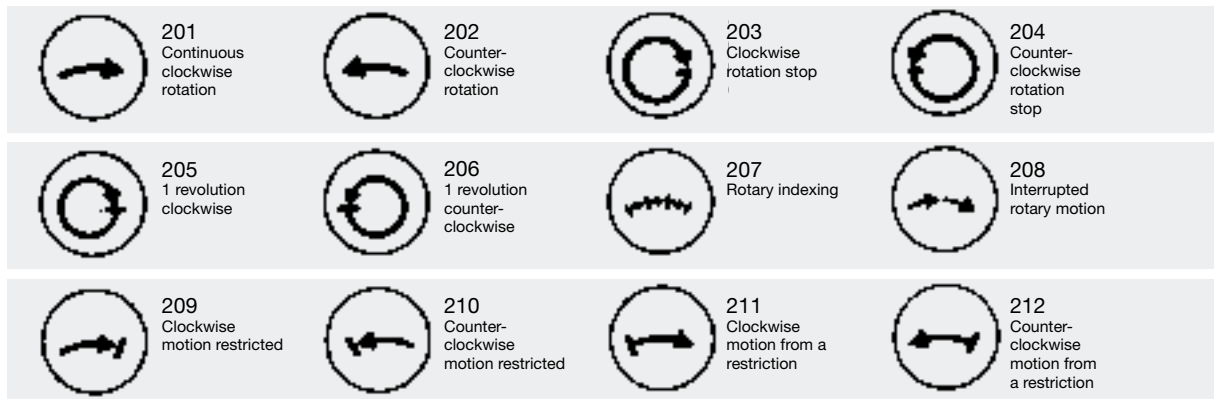 201
Continuous
clockwise
rotation
202
Counter-
clockwise
rotation
203
Clockwise
rotation stop
204
Counter-
clockwise
rotation
stop
205
1 revolution
clockwise
206
1 revolution
counter-
clockwise
207
Rotary indexing
208
Interrupted
rotary motion
209
Clockwise
motion restricted
210
Counter-
clockwise
motion restricted
211
Clockwise
motion from a
restriction
212
Counter-
clockwise
motion from
a restriction